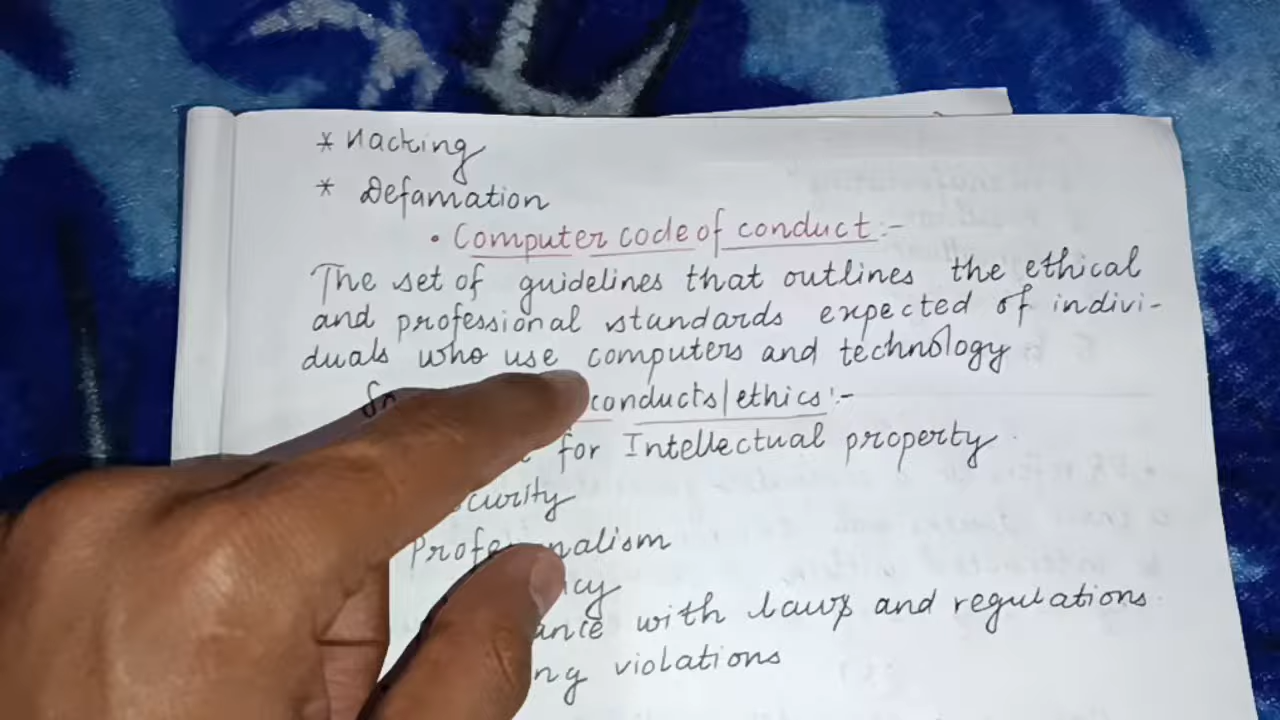 * Hacking
* Defamation
• Computer code of conduct :-
The set of guidelines that outlines the ethical
and professional standards expected of indivi-
duals who use computers and technology
conducts/ethics :-
for Intellectual property
with laws and regulations
violations